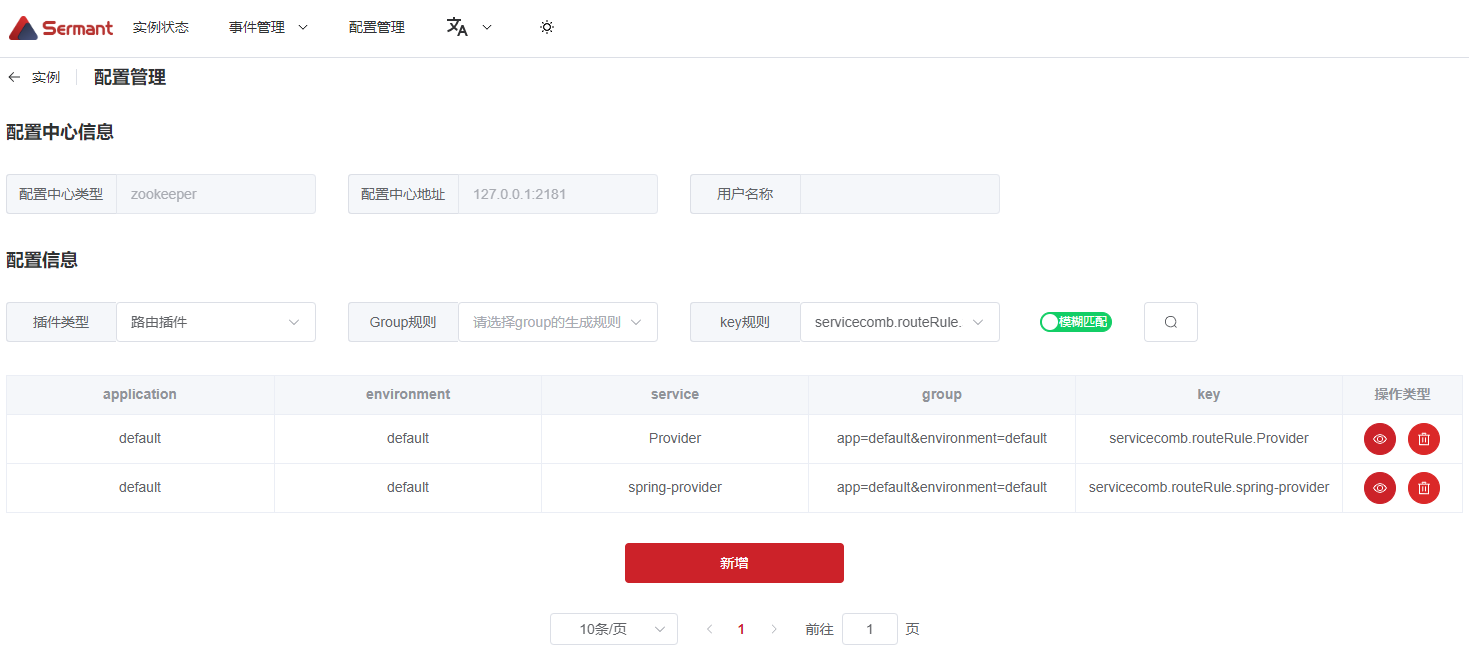 Sermant 实例状态 事件管理 配置管理 文A
实例 配置管理
配置中心信息
配置中心类型 zookeeper 配置中心地址 127.0.0.1:2181 用户名称
配置信息
插件类型 路由插件 Group规则 请选择group的生成规则 key规则 servicecomb.routeRule. 模糊匹配
application environment service group key 操作类型
default default Provider app=default&environment=default servicecomb.routeRule.Provider
default default spring-provider app=default&environment=default servicecomb.routeRule.spring-provider
新增
10条/页 1 前往 1 页